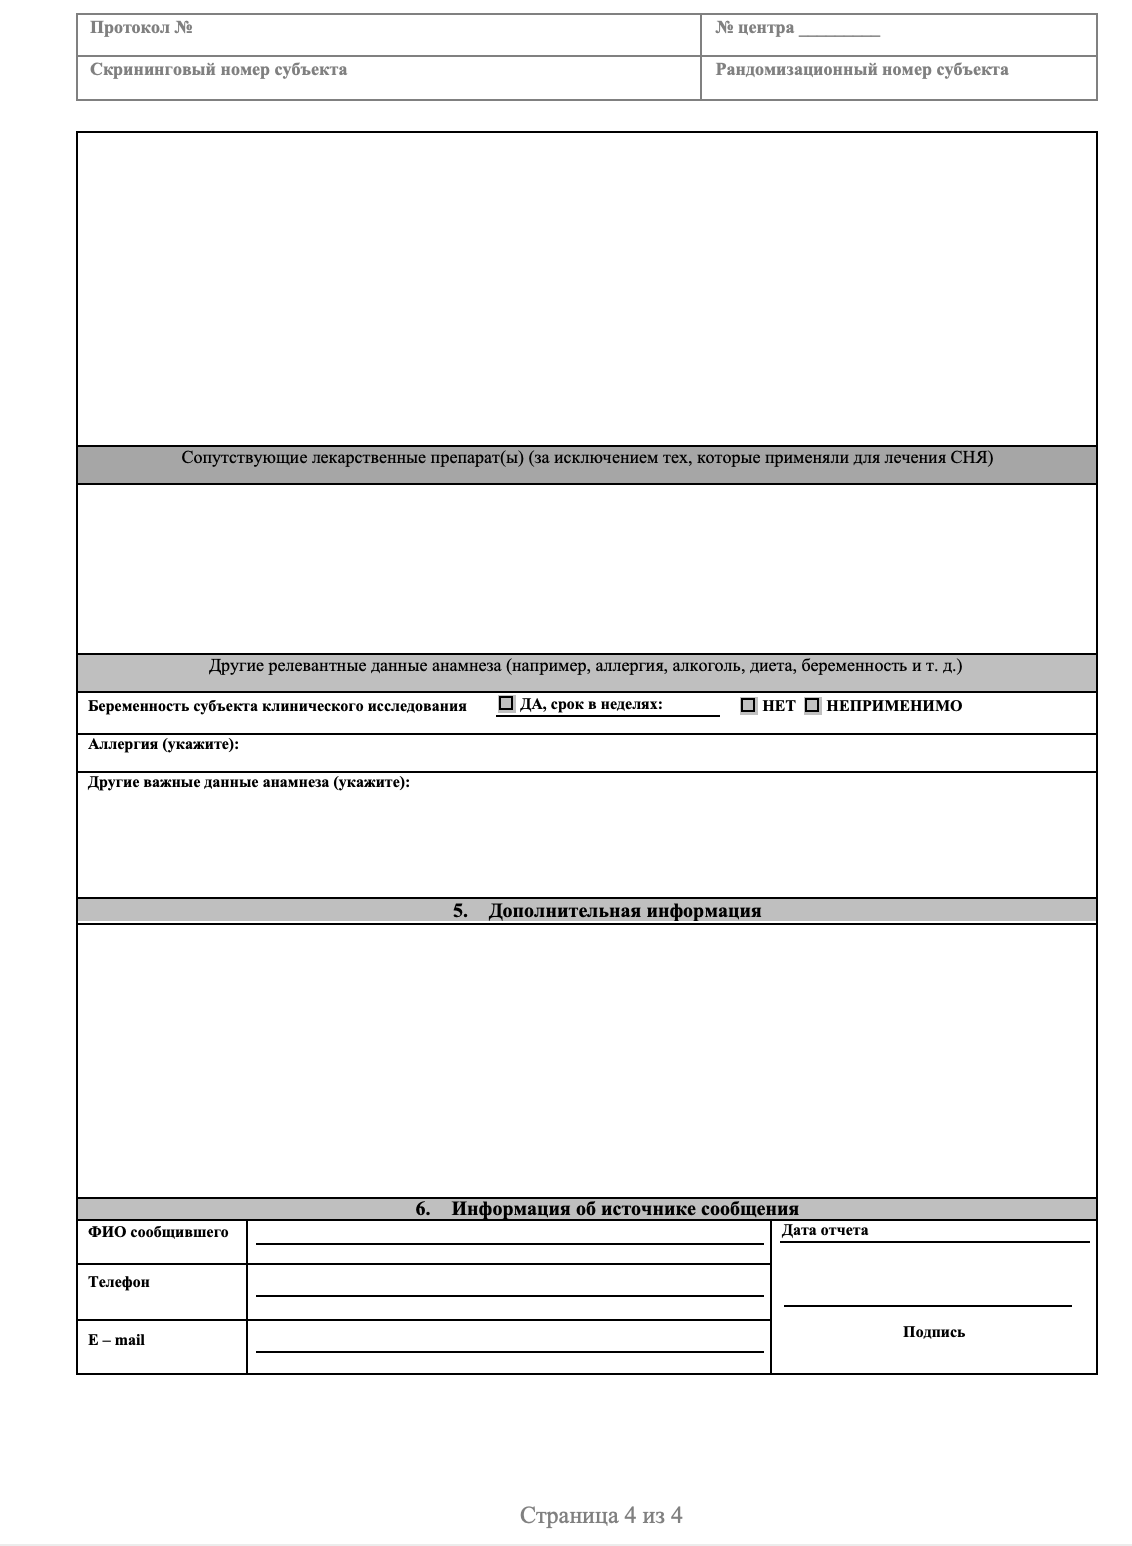 Протокол №
№ центра _________
Скрининговый номер субъекта
Рандомизационный номер субъекта
Сопутствующие лекарственные препарат(ы) (за исключением тех, которые применяли для лечения СНЯ)
Другие релевантные данные анамнеза (например, аллергия, алкоголь, диета, беременность и т. д.)
Беременность субъекта клинического исследования ДА, срок в неделях: НЕТ НЕПРИМЕНИМО
Аллергия (укажите):
Другие важные данные анамнеза (укажите):
5. Дополнительная информация
6. Информация об источнике сообщения
ФИО сообщившего
Дата отчета
Телефон
Подпись
E – mail
Страница 4 из 4